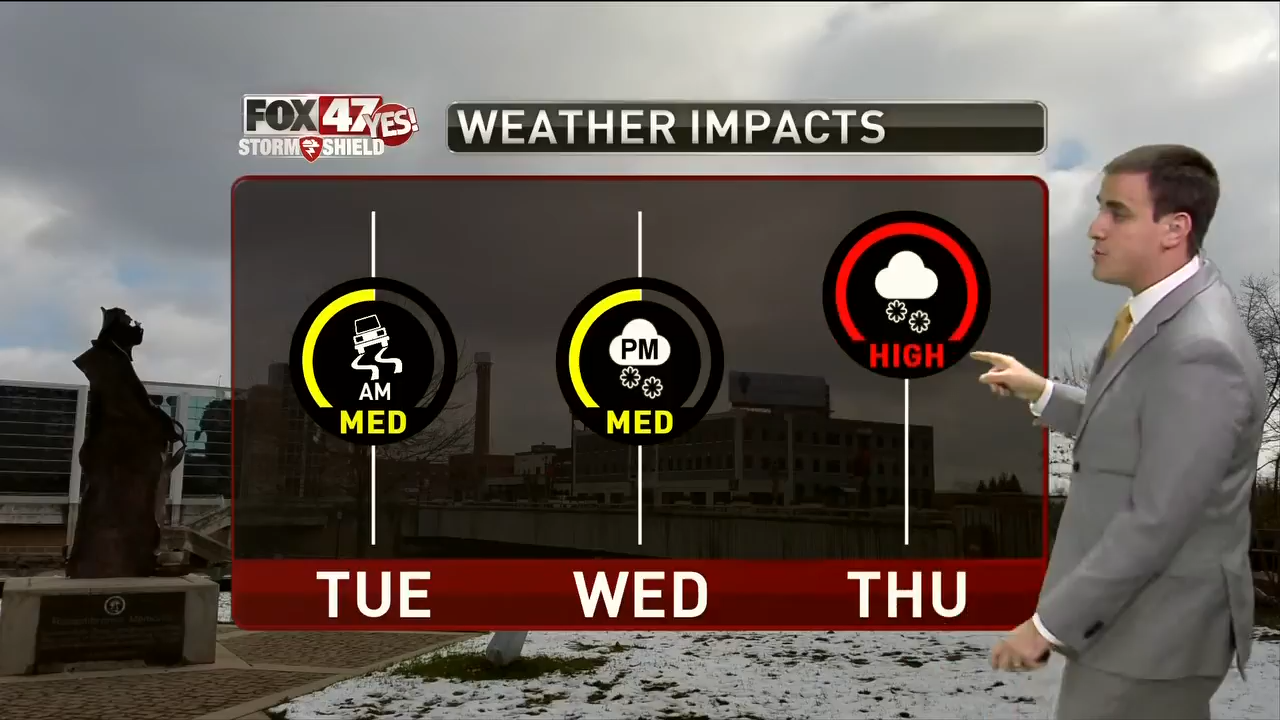 FOX 47 YES!
STORM SHIELD
WEATHER IMPACTS
AM
MED
PM
MED
HIGH
TUE
WED
THU